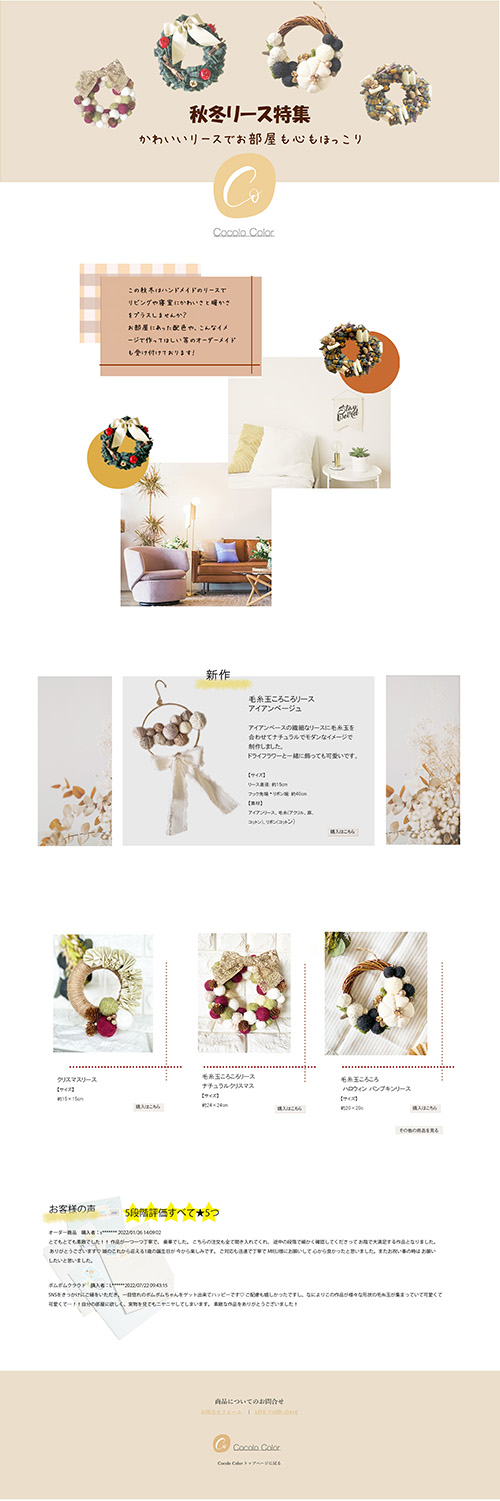 秋冬リース特集
かわいいリースでお部屋も心もほっこり
Co
Cocolo Color
この秋冬はハンドメイドのリースで
リビングや寝室にかわいさと暖かさ
をプラスしませんか?
お部屋にあった配色や、こんなイメ
ージで作ってほしい等のオーダーメイド
も受け付けております!
新作
毛糸玉ころころリース
アイアンベージュ
アイアンベースの繊細なリースに毛糸玉を
合わせてナチュラルでモダンなイメージで
制作しました。
ドライフラワーと一緒に飾っても可愛いです。
【サイズ】
リース直径 約15cm
フック先端~リボン端 約40cm
【素材】
アイアンリース、毛糸(アクリル、麻、
コットン)、リボン(コットン)
購入はこちら
クリスマスリース
【サイズ】
約15×15cm
購入はこちら
毛糸玉ころころリース
ナチュラルクリスマス
【サイズ】
約24×24cm
購入はこちら
毛糸玉ころころ
ハロウィン パンプキンリース
【サイズ】
約20×20c
購入はこちら
その他の商品を見る
お客様の声
5段階評価すべて★5つ
オーダー商品 購入者:s******* 2022/01/26 14:09:02
とてもとても素敵でした!! 作品が一つ一つ丁寧で、豪華でした。 こちらの注文も全て聞き入れてくれ、 途中の段階で細かく確認してくださって お陰で大満足する作品となりました。
ありがとうございます♡ 娘のこれから迎える1歳の誕生日が 今から楽しみです。 ご対応も迅速で丁寧で MIEL!様にお願いして 心から良かったと思いました。またお祝い事の時は お願い
したいと思いました。
ポムポムクラウド 購入者:L******2022/07/22 09:43:15
SNSをきっかけにご縁をいただき、一目惚れのポムポムちゃんをゲット出来てハッピーです♡ ご配慮も嬉しかったですし、なによりこの作品が様々な形状の毛糸玉が集まっていて可愛くて
可愛くて…!! 自分の部屋に欲しく、実物を見てもニヤニヤしてしまいます。 素敵な作品をありがとうございました!
商品についてのお問合せ
Co
Cocolo Color
Cocolo Color トップページに戻る